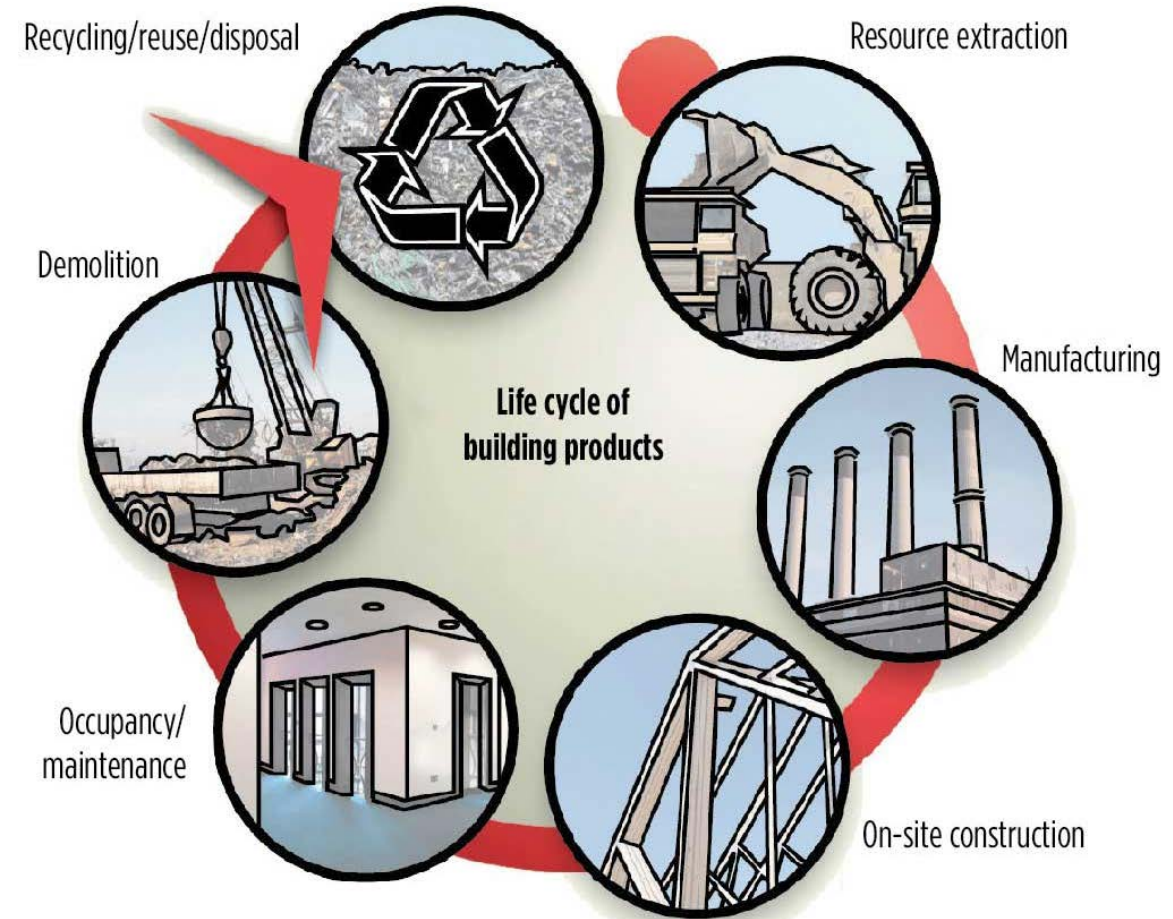 Recycling/reuse/disposal
Resource extraction
Demolition
Manufacturing
Life cycle of
building products
Occupancy/
maintenance
On-site construction